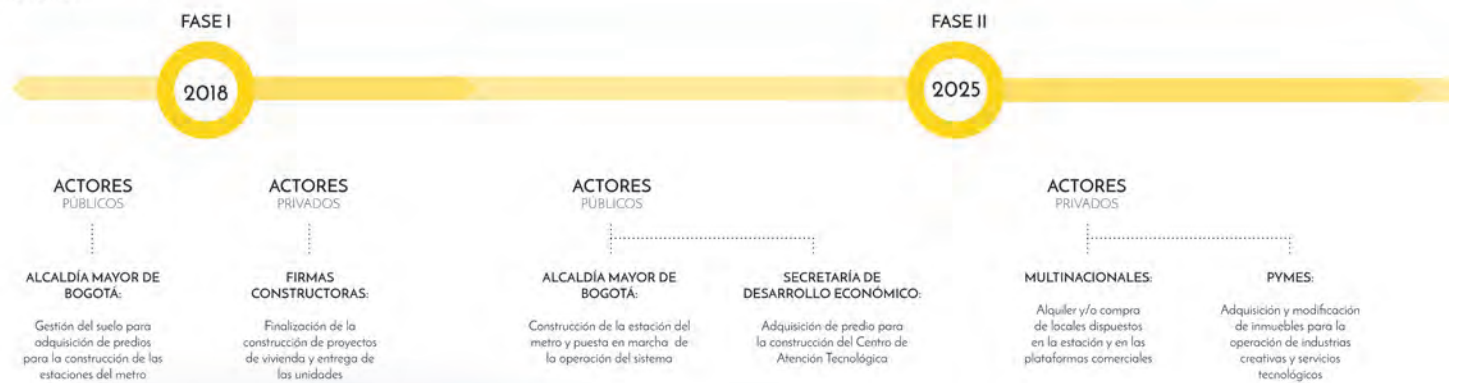 FASE I
2018
FASE II
2025
ACTORES
PÚBLICOS
ALCALDÍA MAYOR DE
BOGOTÁ:
Gestión del suelo para
adquisición de predios
para la construcción de las
estaciones del metro
ACTORES
PRIVADOS
FIRMAS
CONSTRUCTORAS:
Finalización de la
construcción de proyectos
de vivienda y entrega de
las unidades
ACTORES
PÚBLICOS
ALCALDÍA MAYOR DE
BOGOTÁ:
Construcción de la estación del
metro y puesta en marcha de
la operación del sistema
SECRETARÍA DE
DESARROLLO ECONÓMICO:
Adquisición de predio para
la construcción del Centro de
Atención Tecnológica
ACTORES
PRIVADOS
MULTINACIONALES:
Alquiler y/o compra
de locales dispuestos
en la estación y en las
plataformas comerciales
PYMES:
Adquisición y modificación
de inmuebles para la
operación de industrias
creativas y servicios
tecnológicos